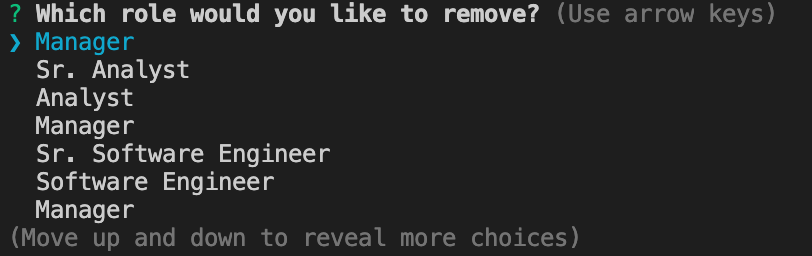 ? Which role would you like to remove? (Use arrow keys)
❯ Manager
Sr. Analyst
Analyst
Manager
Sr. Software Engineer
Software Engineer
Manager
(Move up and down to reveal more choices)